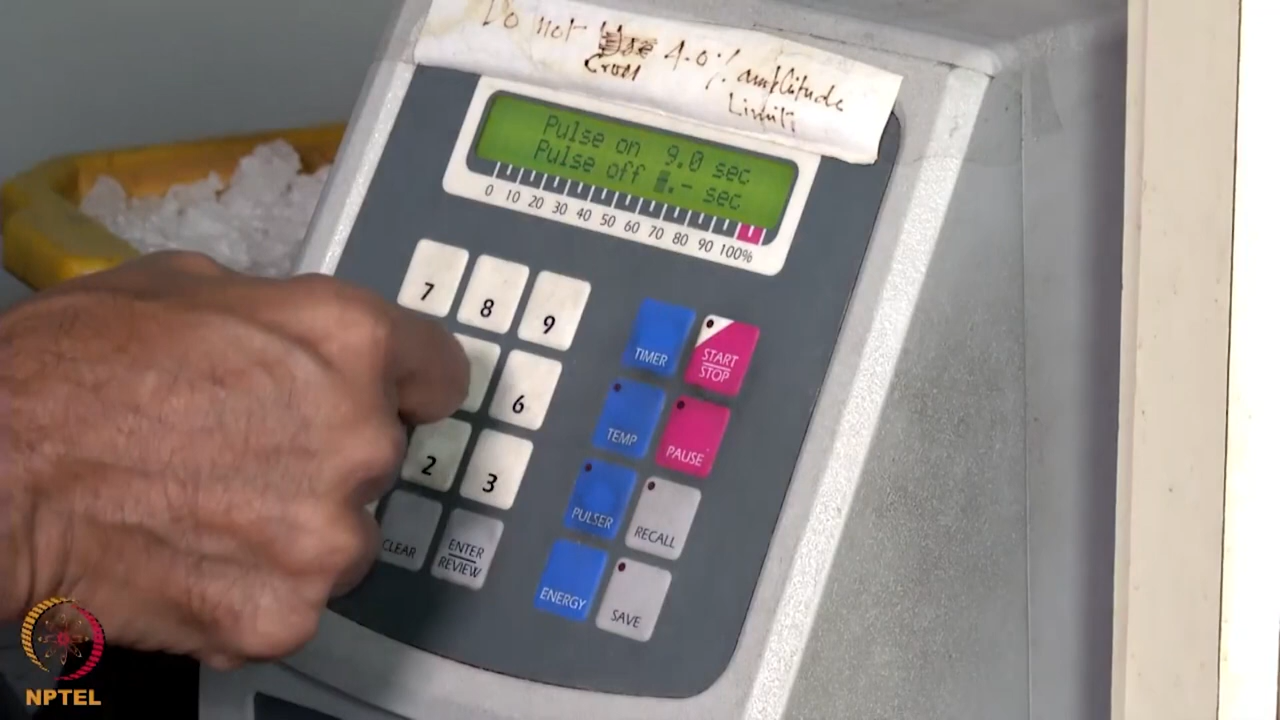 Do not Use 40% amplitude
Cross
Limit
Pulse on 9.0 sec
Pulse off .- sec
0 10 20 30 40 50 60 70 80 90 100%
7 8 9
6
2 3
CLEAR
ENTER
REVIEW
TIMER
START
STOP
TEMP
PAUSE
PULSER
RECALL
ENERGY
SAVE
NPTEL